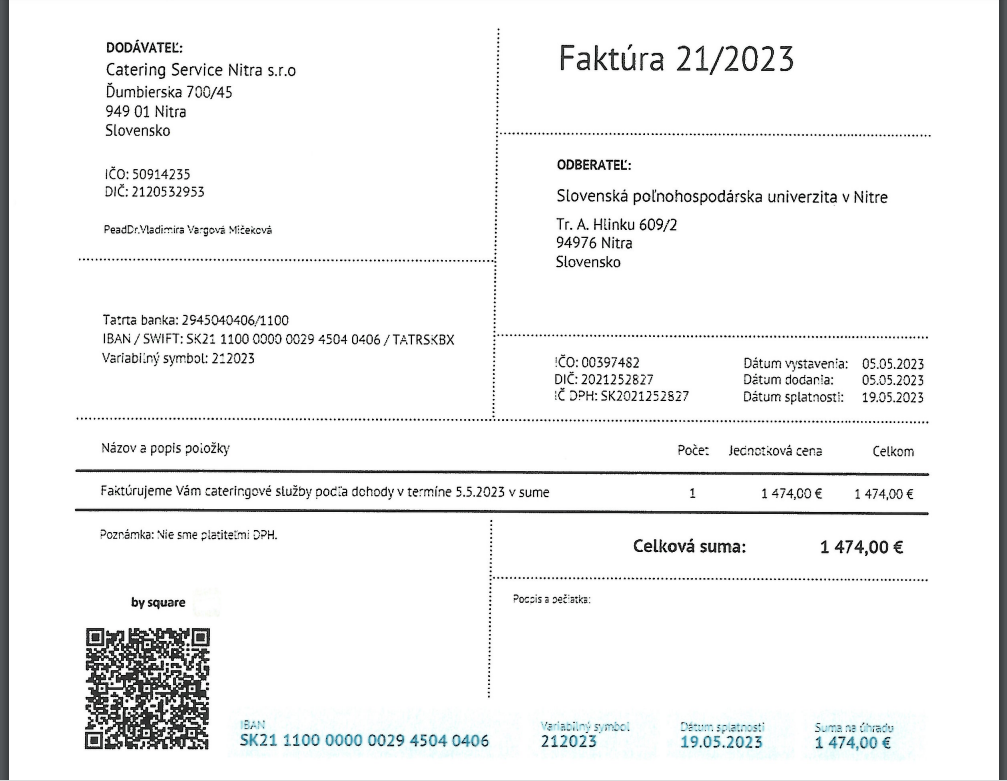 DODÁVATEĽ:
Catering Service Nitra s.r.o
Ďumbierska 700/45
949 01 Nitra
Slovensko
IČO: 50914235
DIČ: 2120532953
PeadDr.Vladimíra Vargová Mičeková
Tatrta banka: 2945040406/1100
IBAN / SWIFT: SK21 1100 0000 0029 4504 0406 / TATRSKBX
Variabilný symbol: 212023
Faktúra 21/2023
ODBERATEĽ:
Slovenská poľnohospodárska univerzita v Nitre
Tr. A. Hlinku 609/2
94976 Nitra
Slovensko
IČO: 00397482
DIČ: 2021252827
IČ DPH: SK2021252827
Dátum vystavenia: 05.05.2023
Dátum dodania: 05.05.2023
Dátum splatnosti: 19.05.2023
Názov a popis položky Počet Jednotková cena Celkom
Faktúrujeme Vám cateringové služby podľa dohody v termíne 5.5.2023 v sume 1 1 474,00 € 1 474,00 €
Poznámka: Nie sme platiteľmi DPH.
Celková suma: 1 474,00 €
Podpis a pečiatka:
by square
IBAN Variabilný symbol Dátum splatnosti Suma na úhradu
SK21 1100 0000 0029 4504 0406 212023 19.05.2023 1 474,00 €